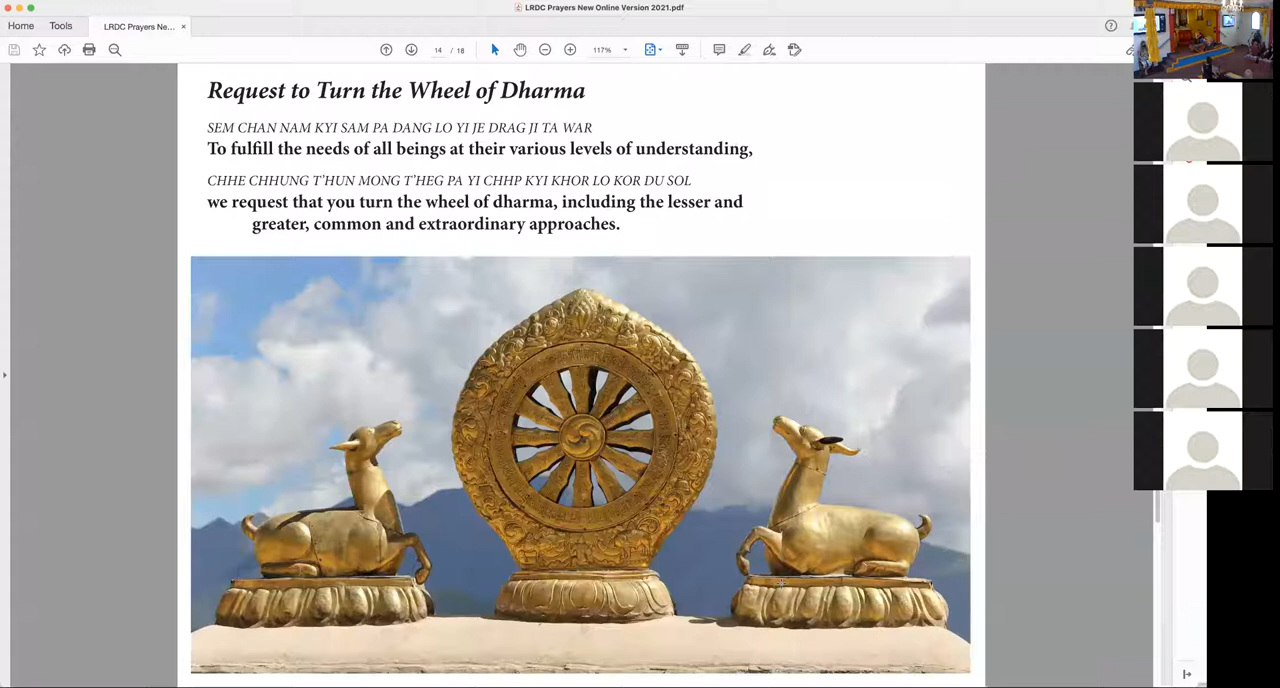 LRDC Prayers New Online Version 2021.pdf
Home
Tools
LRDC Prayers Ne...
14 / 18
117%
Request to Turn the Wheel of Dharma
SEM CHAN NAM KYI SAM PA DANG LO YI JE DRAG JI TA WAR
To fulfill the needs of all beings at their various levels of understanding,
CHHE CHHUNG T'HUN MONG T'HEG PA YI CHHP KYI KHOR LO KOR DU SOL
we request that you turn the wheel of dharma, including the lesser and
greater, common and extraordinary approaches.